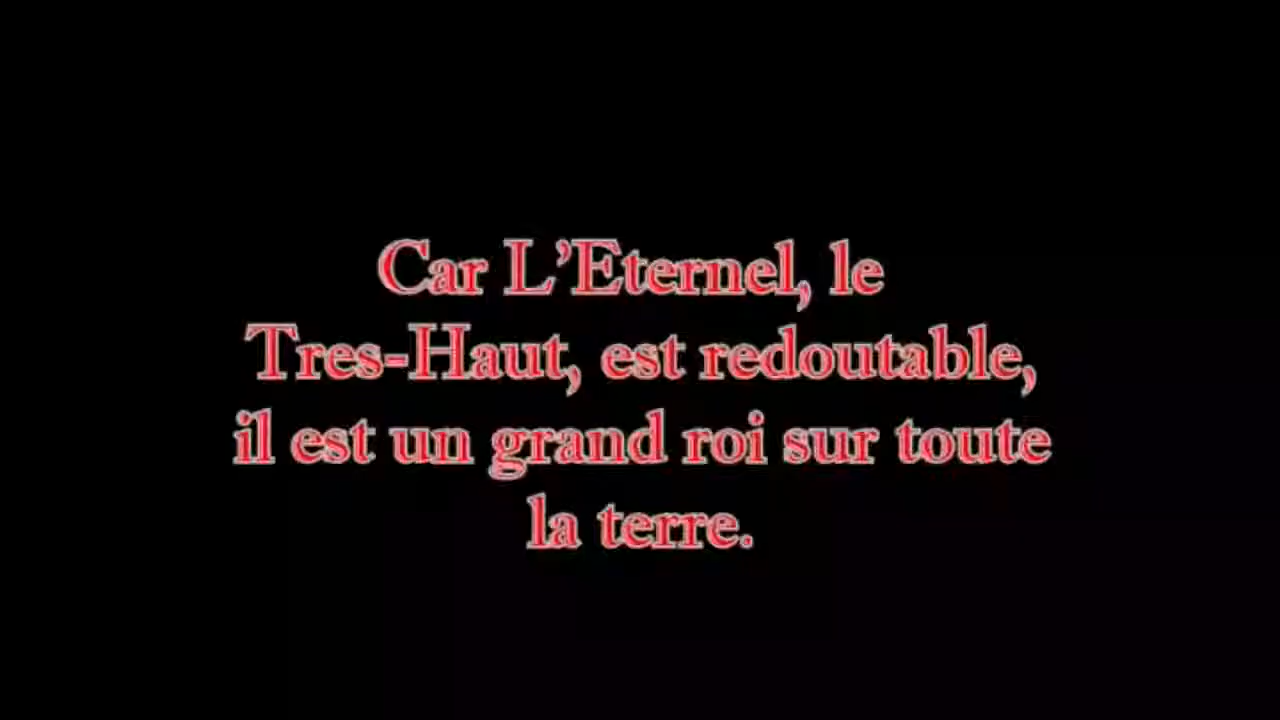 Car L’Eternel, le
Tres-Haut, est redoutable,
il est un grand roi sur toute
la terre.